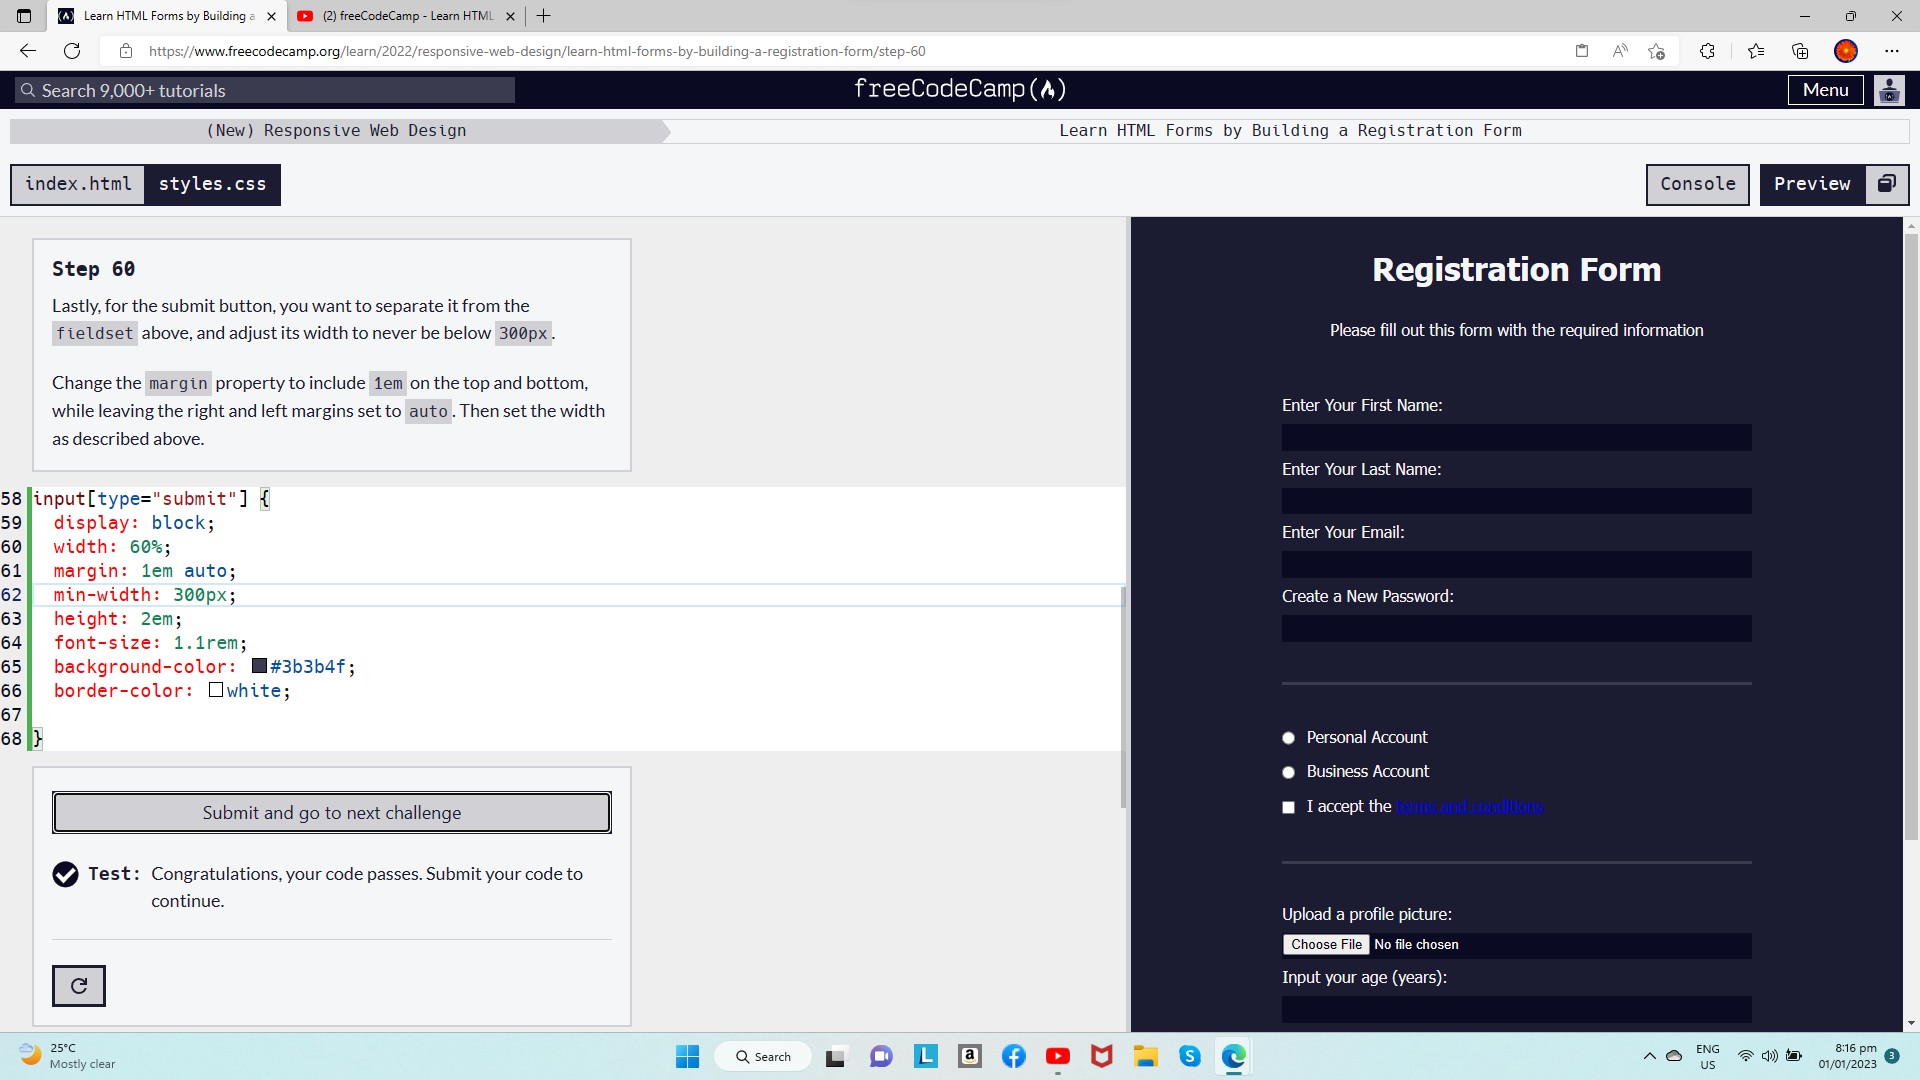 Learn HTML Forms by Building a
(2) freeCodeCamp - Learn HTML
https://www.freecodecamp.org/learn/2022/responsive-web-design/learn-html-forms-by-building-a-registration-form/step-60
Search 9,000+ tutorials
freeCodeCamp
Menu
(New) Responsive Web Design
Learn HTML Forms by Building a Registration Form
index.html
styles.css
Console
Preview
Step 60
Lastly, for the submit button, you want to separate it from the
fieldset above, and adjust its width to never be below 300px.
Change the margin property to include 1em on the top and bottom,
while leaving the right and left margins set to auto. Then set the width
as described above.
58 input[type="submit"] {
59 display: block;
60 width: 60%;
61 margin: 1em auto;
62 min-width: 300px;
63 height: 2em;
64 font-size: 1.1rem;
65 background-color: #3b3b4f;
66 border-color: white;
67
68 }
Submit and go to next challenge
Test: Congratulations, your code passes. Submit your code to
continue.
Registration Form
Please fill out this form with the required information
Enter Your First Name:
Enter Your Last Name:
Enter Your Email:
Create a New Password:
Personal Account
Business Account
I accept the terms and conditions
Upload a profile picture:
Choose File No file chosen
Input your age (years):
25°C
Mostly clear
Search
ENG
US
8:16 pm
01/01/2023
3